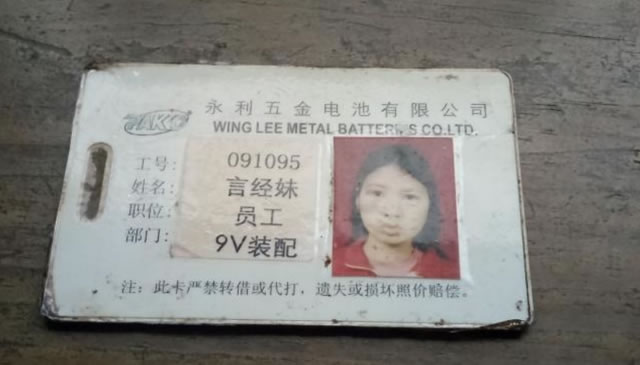 HAKKO
永利五金电池有限公司
WING LEE METAL BATTERIES CO.LTD.
工号: 091095
姓名: 言经妹
职位: 员工
部门: 9V装配
注：此卡严禁转借或代打，遗失或损坏照价赔偿。